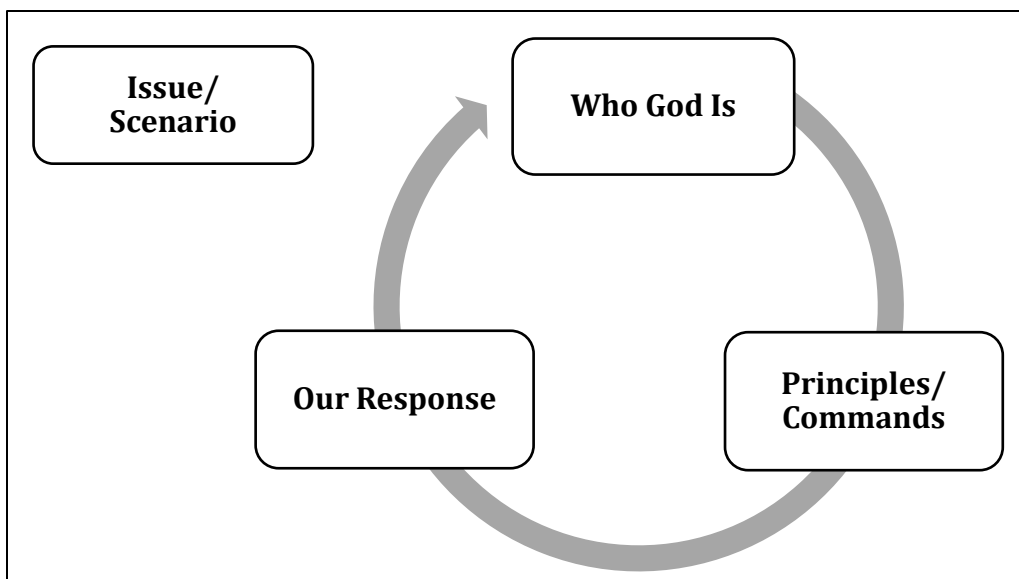 Issue/
Scenario
Who God Is
Our Response
Principles/
Commands